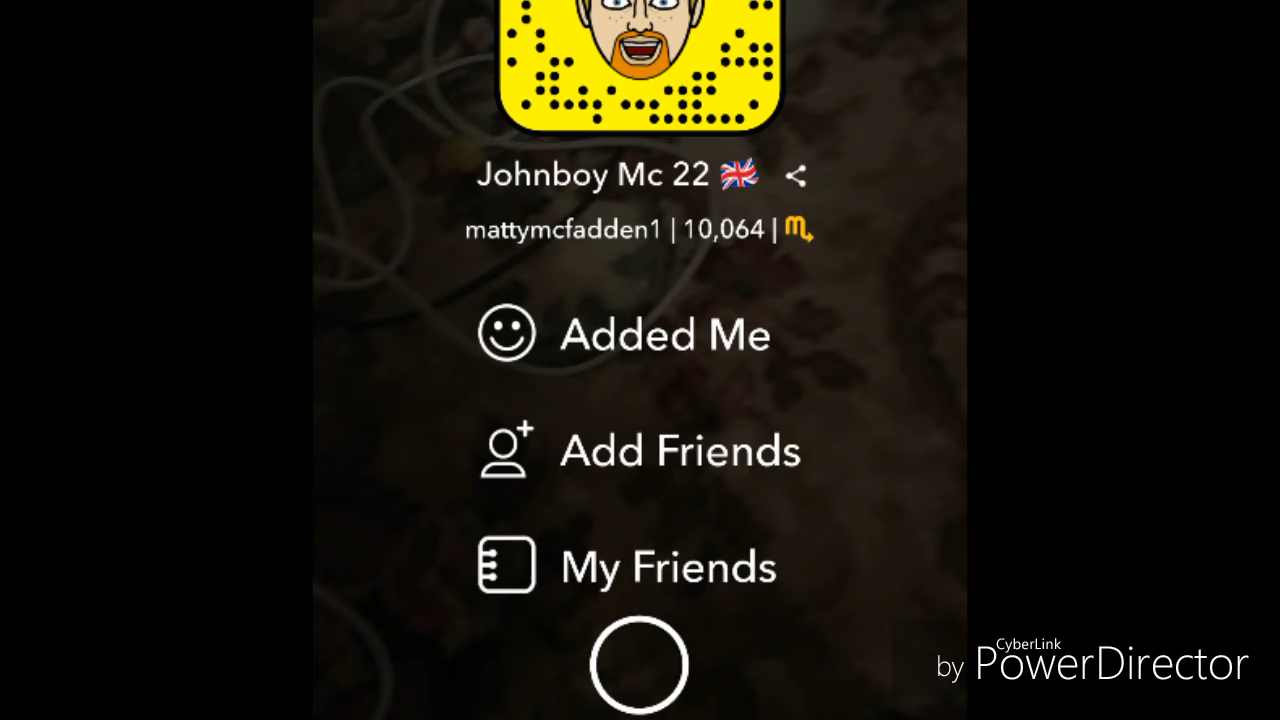 Johnboy Mc 22 🇬🇧
mattymcfadden1 | 10,064 | ♏
Added Me
Add Friends
My Friends
CyberLink
by PowerDirector